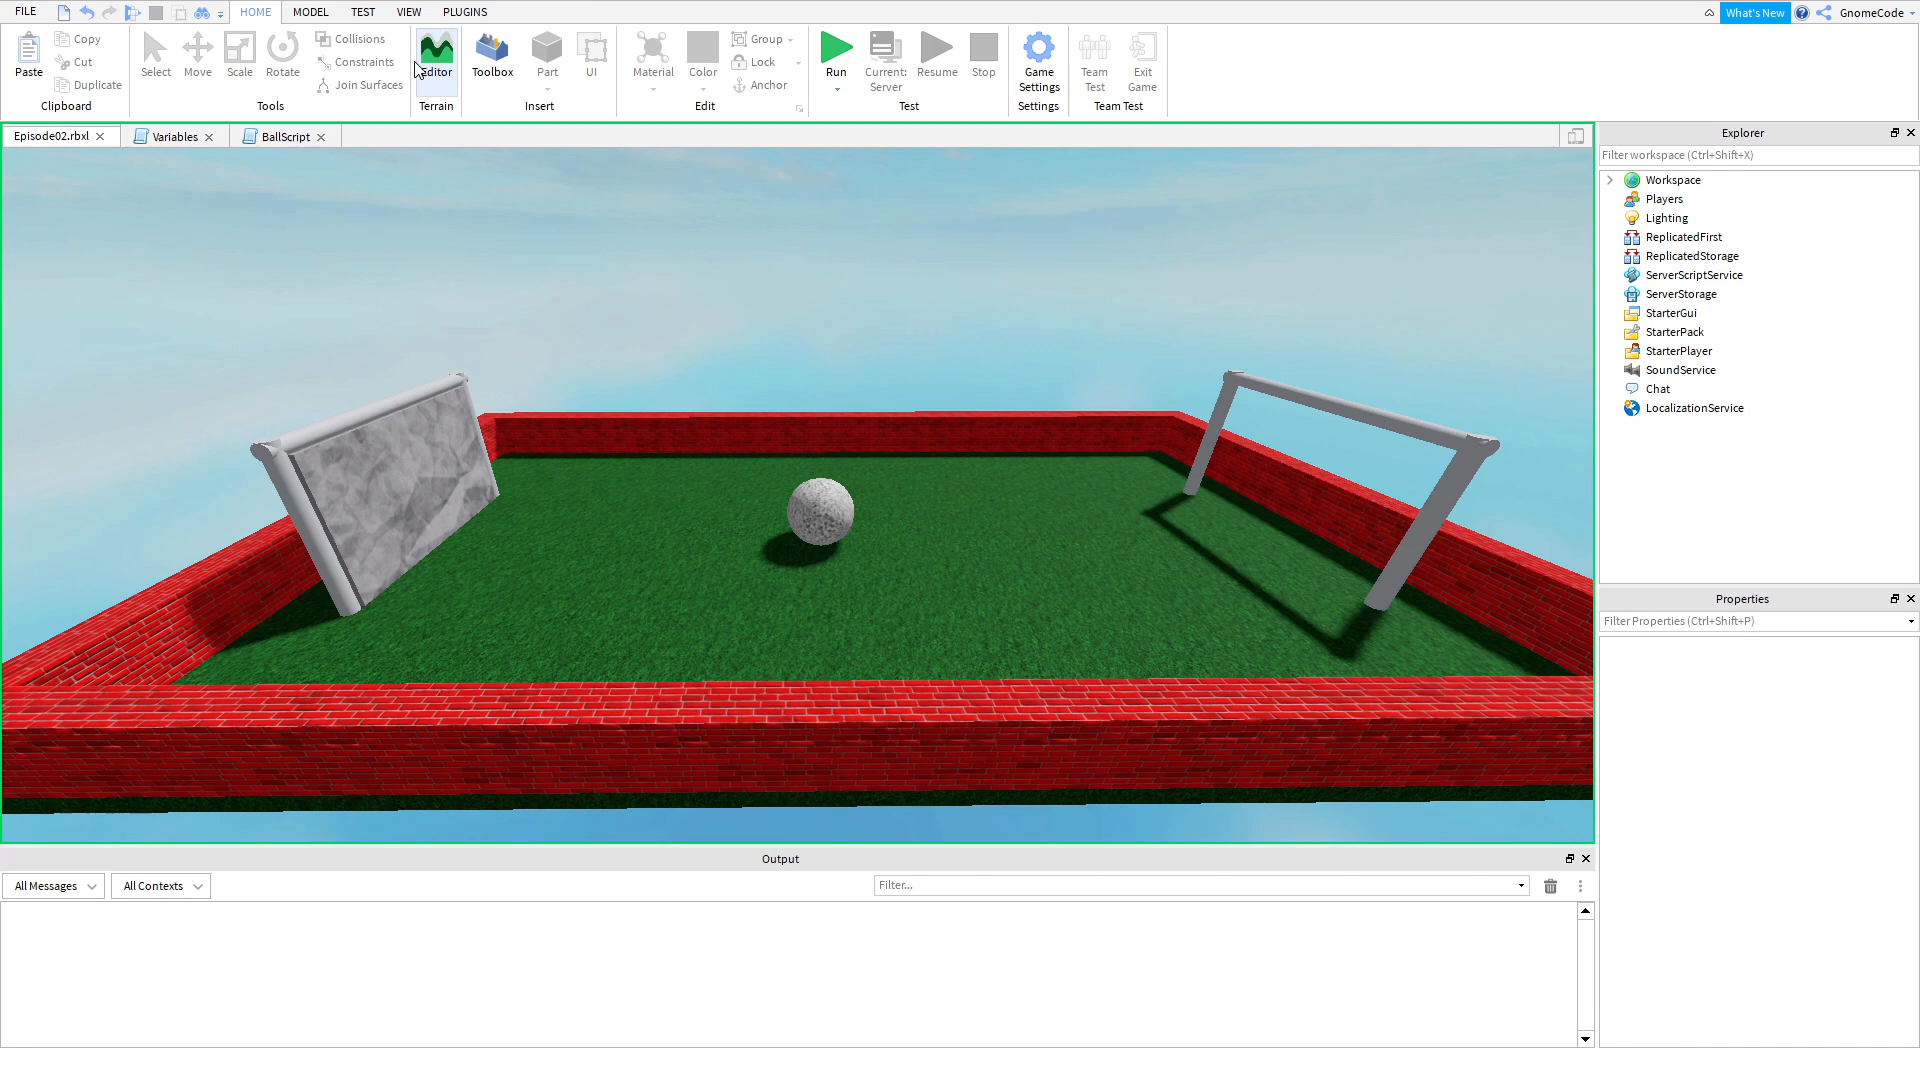 FILE HOME MODEL TEST VIEW PLUGINS What's New GnomeCode
Copy Collisions Group
Cut Constraints Lock
Paste Select Move Scale Rotate Editor Toolbox Part UI Material Color Run Current: Server Resume Stop Game Settings Team Test Exit Game
Duplicate Join Surfaces Anchor
Clipboard Tools Terrain Insert Edit Test Settings Team Test
Episode02.rbxl Variables BallScript
Explorer
Filter workspace (Ctrl+Shift+X)
Workspace
Players
Lighting
ReplicatedFirst
ReplicatedStorage
ServerScriptService
ServerStorage
StarterGui
StarterPack
StarterPlayer
SoundService
Chat
LocalizationService
Properties
Filter Properties (Ctrl+Shift+P)
Output
All Messages All Contexts Filter...